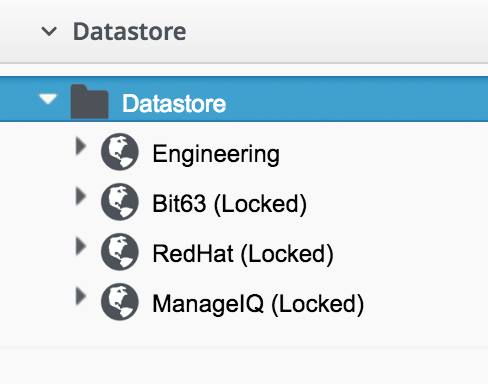 Datastore
Datastore
Engineering
Bit63 (Locked)
RedHat (Locked)
ManageIQ (Locked)